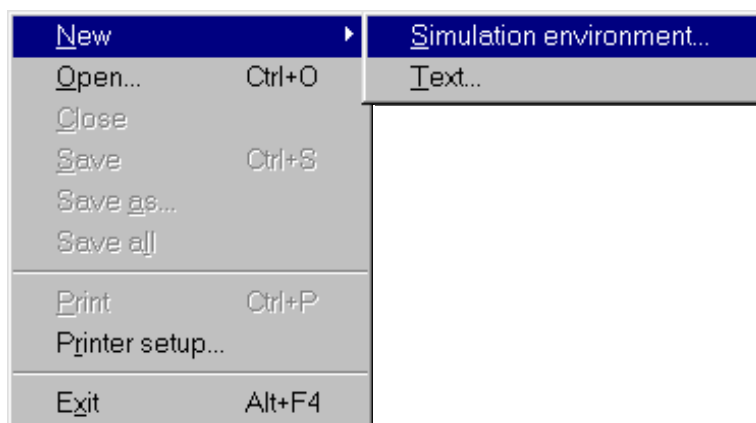 New
Simulation environment...
Open... Ctrl+O
Text...
Close
Save Ctrl+S
Save as...
Save all
Print Ctrl+P
Printer setup...
Exit Alt+F4